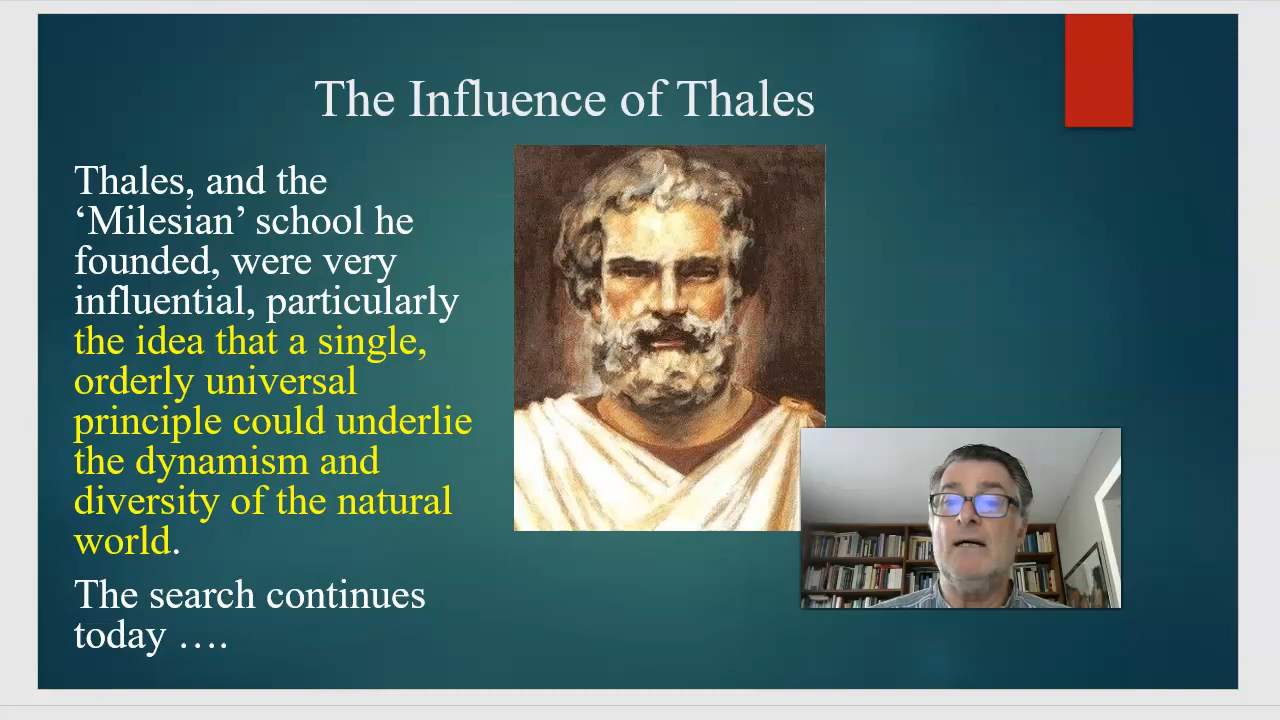 The Influence of Thales
Thales, and the
‘Milesian’ school he
founded, were very
influential, particularly
the idea that a single,
orderly universal
principle could underlie
the dynamism and
diversity of the natural
world.
The search continues
today ….